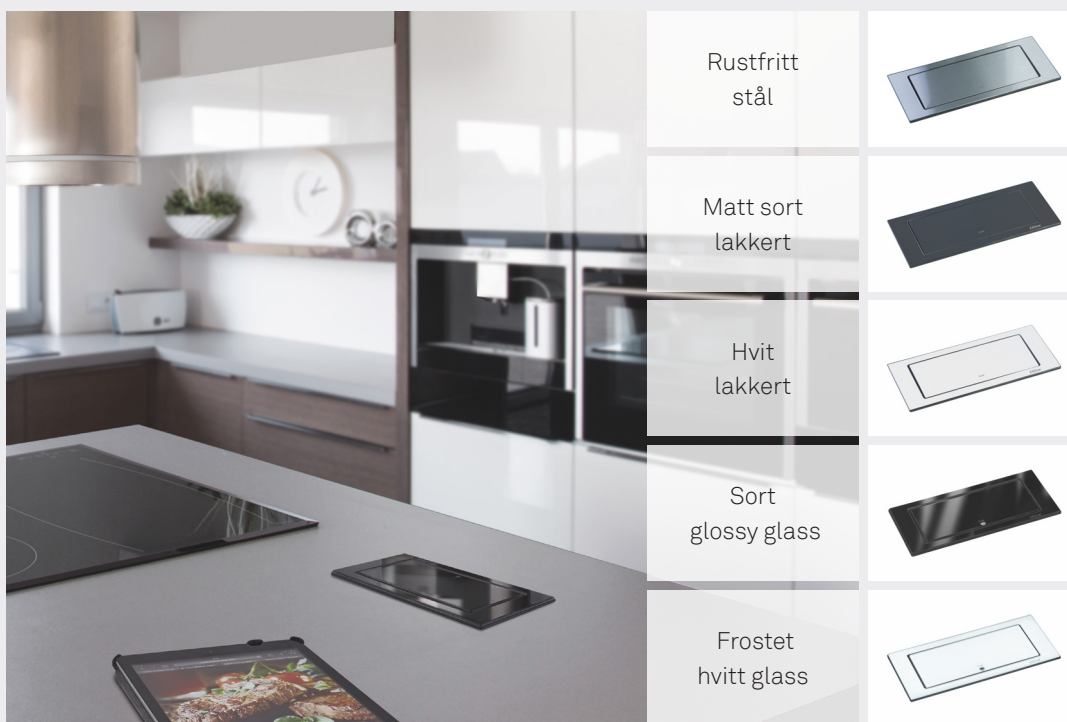 Rustfritt
stål
Matt sort
lakkert
Hvit
lakkert
Sort
glossy glass
Frostet
hvitt glass